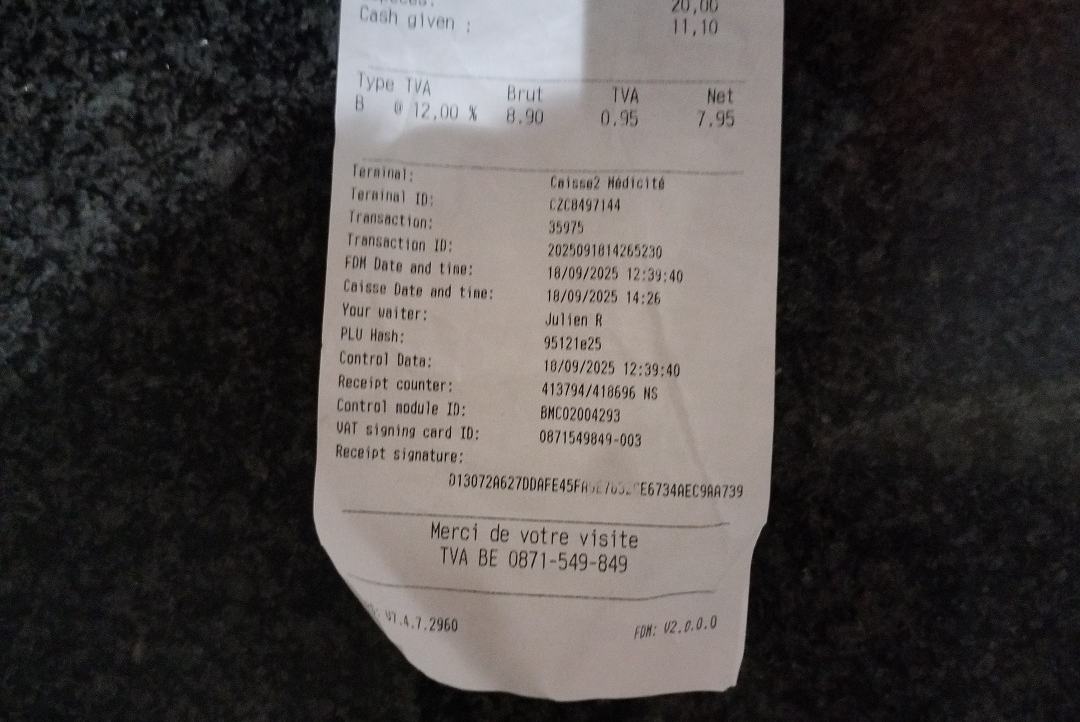 20,00
Cash given : 11,10
Type TVA Brut TVA Net
B @ 12,00 % 8.90 0.95 7.95
Terminal: Caisse2 Médicité
Terminal ID: CZC8497144
Transaction: 35975
Transaction ID: 2025091814265230
FDM Date and time: 18/09/2025 12:39:40
Caisse Date and time: 18/09/2025 14:26
Your waiter: Julien R
PLU Hash: 95121e25
Control Data: 18/09/2025 12:39:40
Receipt counter: 413794/418696 NS
Control module ID: BMC02004293
VAT signing card ID: 0871549849-003
Receipt signature:
Merci de votre visite
TVA BE 0871-549-849
V7.4.7.2960 FDM: V2.0.0.0